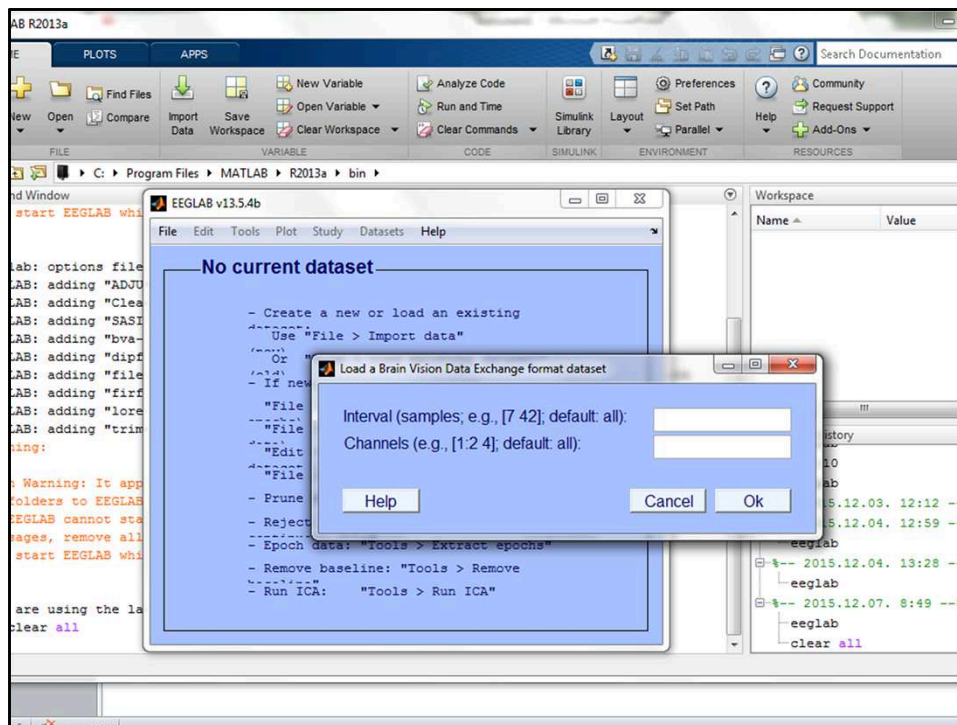 AB R2013a
PLOTS
APPS
Search Documentation
New
Open
Find Files
Compare
Import Data
Save Workspace
New Variable
Open Variable
Clear Workspace
Analyze Code
Run and Time
Clear Commands
Simulink Library
Layout
Preferences
Set Path
Parallel
Help
Community
Request Support
Add-Ons
FILE
VARIABLE
CODE
SIMULINK
ENVIRONMENT
RESOURCES
C: Program Files MATLAB R2013a bin
nd Window
start EEGLAB whi
lab: options file
LAB: adding "ADJU
LAB: adding "Clea
LAB: adding "SASI
LAB: adding "bva-
LAB: adding "dipf
LAB: adding "file
LAB: adding "firf
LAB: adding "lore
LAB: adding "trim
ning:
n Warning: It app
folders to EEGLAB
EEGLAB cannot sta
sages, remove all
start EEGLAB whi
are using the la
clear all
EEGLAB v13.5.4b
File Edit Tools Plot Study Datasets Help
No current dataset
- Create a new or load an existing
Use "File > Import data"
Or
- If new
"File
"File
"Edit
"File
- Prune
- Reject
- Epoch data: "Tools > Extract epochs"
- Remove baseline: "Tools > Remove
- Run ICA: "Tools > Run ICA"
Load a Brain Vision Data Exchange format dataset
Interval (samples; e.g., [7 42]; default: all):
Channels (e.g., [1:2 4]; default: all):
Help
Cancel
Ok
Workspace
Name
Value
istory
10
ab
15.12.03. 12:12 --
15.12.04. 12:59 --
eeglab
%-- 2015.12.04. 13:28 --
eeglab
%-- 2015.12.07. 8:49 --
eeglab
clear all